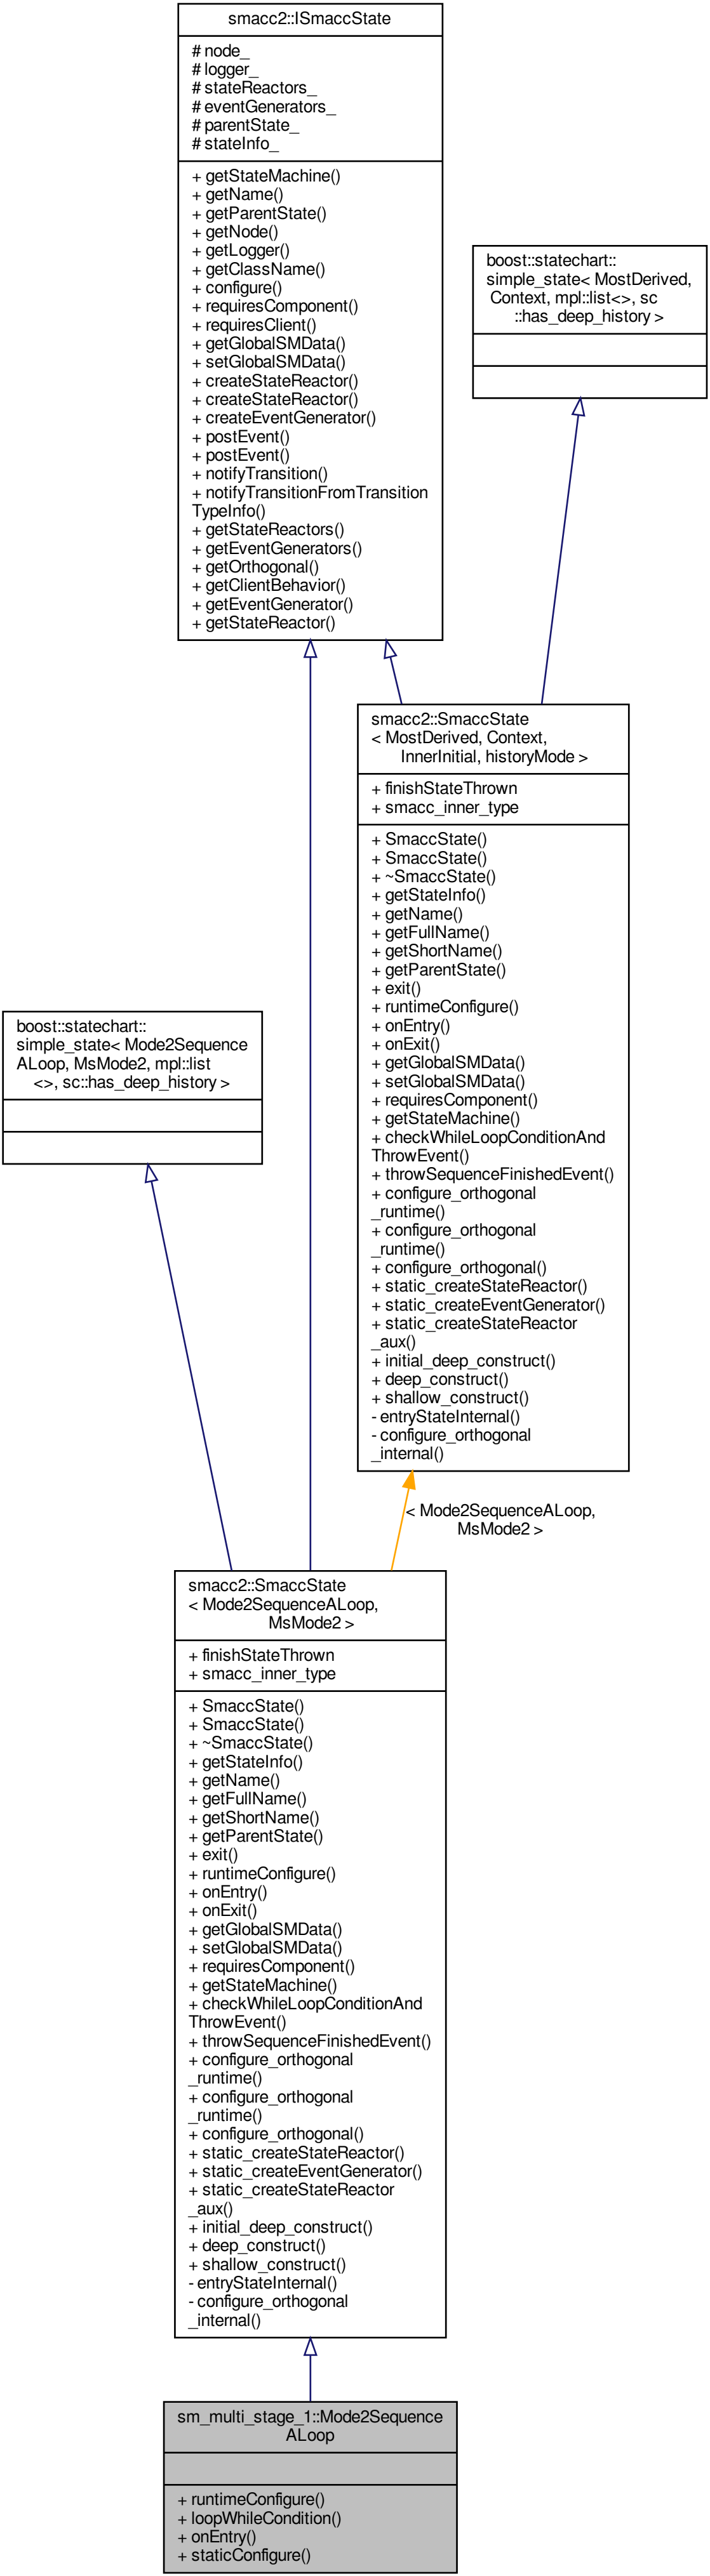 smacc2::ISmaccState
# node_
# logger_
# stateReactors_
# eventGenerators_
# parentState_
# stateInfo_
+ getStateMachine()
+ getName()
+ getParentState()
+ getNode()
+ getLogger()
+ getClassName()
+ configure()
+ requiresComponent()
+ requiresClient()
+ getGlobalSMData()
+ setGlobalSMData()
+ createStateReactor()
+ createStateReactor()
+ createEventGenerator()
+ postEvent()
+ postEvent()
+ notifyTransition()
+ notifyTransitionFromTransition
TypeInfo()
+ getStateReactors()
+ getEventGenerators()
+ getOrthogonal()
+ getClientBehavior()
+ getEventGenerator()
+ getStateReactor()
boost::statechart::
simple_state< MostDerived,
Context, mpl::list<>, sc
::has_deep_history >
smacc2::SmaccState
< MostDerived, Context,
InnerInitial, historyMode >
+ finishStateThrown
+ smacc_inner_type
+ SmaccState()
+ SmaccState()
+ ~SmaccState()
+ getStateInfo()
+ getName()
+ getFullName()
+ getShortName()
+ getParentState()
+ exit()
+ runtimeConfigure()
+ onEntry()
+ onExit()
+ getGlobalSMData()
+ setGlobalSMData()
+ requiresComponent()
+ getStateMachine()
+ checkWhileLoopConditionAnd
ThrowEvent()
+ throwSequenceFinishedEvent()
+ configure_orthogonal
_runtime()
+ configure_orthogonal
_runtime()
+ configure_orthogonal()
+ static_createStateReactor()
+ static_createEventGenerator()
+ static_createStateReactor
_aux()
+ initial_deep_construct()
+ deep_construct()
+ shallow_construct()
- entryStateInternal()
- configure_orthogonal
_internal()
boost::statechart::
simple_state< Mode2Sequence
ALoop, MsMode2, mpl::list
<>, sc::has_deep_history >
< Mode2SequenceALoop,
MsMode2 >
smacc2::SmaccState
< Mode2SequenceALoop,
MsMode2 >
+ finishStateThrown
+ smacc_inner_type
+ SmaccState()
+ SmaccState()
+ ~SmaccState()
+ getStateInfo()
+ getName()
+ getFullName()
+ getShortName()
+ getParentState()
+ exit()
+ runtimeConfigure()
+ onEntry()
+ onExit()
+ getGlobalSMData()
+ setGlobalSMData()
+ requiresComponent()
+ getStateMachine()
+ checkWhileLoopConditionAnd
ThrowEvent()
+ throwSequenceFinishedEvent()
+ configure_orthogonal
_runtime()
+ configure_orthogonal
_runtime()
+ configure_orthogonal()
+ static_createStateReactor()
+ static_createEventGenerator()
+ static_createStateReactor
_aux()
+ initial_deep_construct()
+ deep_construct()
+ shallow_construct()
- entryStateInternal()
- configure_orthogonal
_internal()
sm_multi_stage_1::Mode2Sequence
ALoop
+ runtimeConfigure()
+ loopWhileCondition()
+ onEntry()
+ staticConfigure()